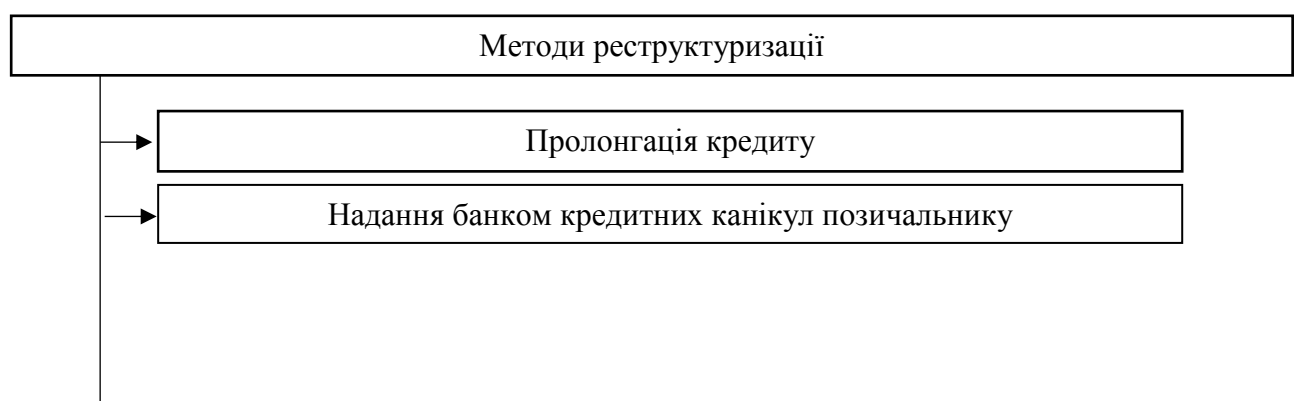 Методи реструктуризації
Пролонгація кредиту
Надання банком кредитних канікул позичальнику